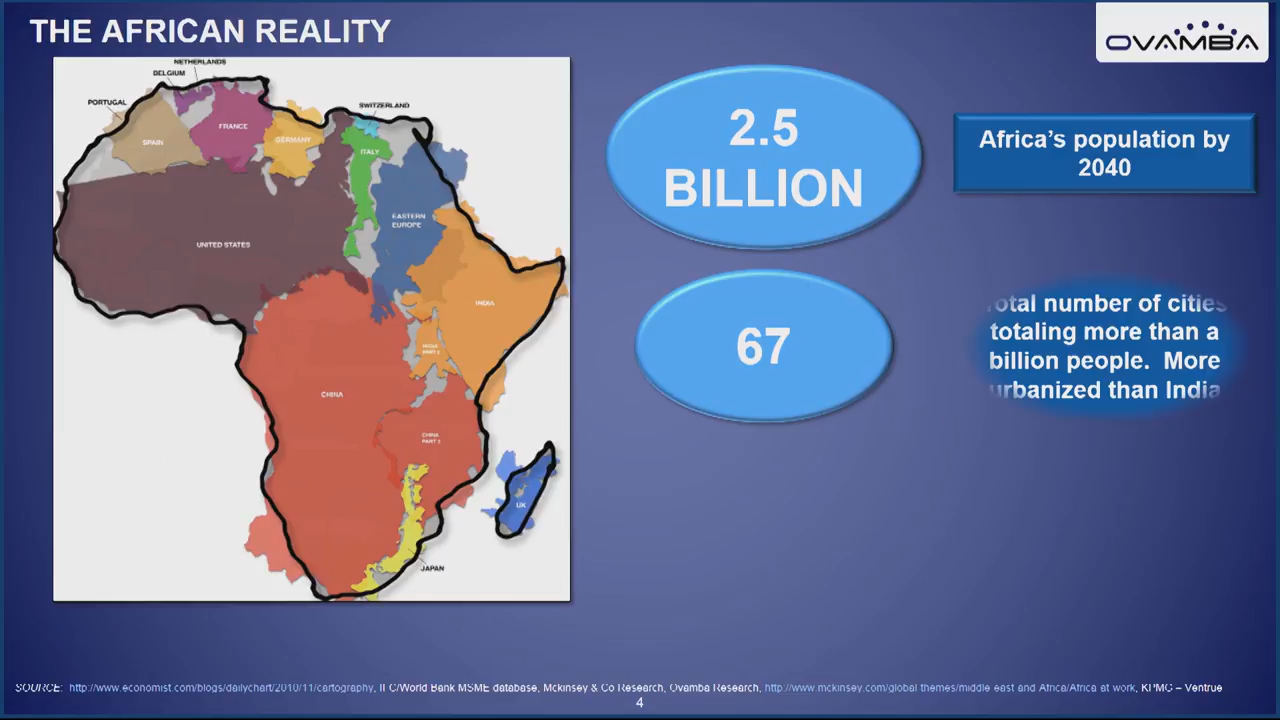 THE AFRICAN REALITY
OVAMBA
NETHERLANDS
BELGIUM
PORTUGAL
SWITZERLAND
SPAIN
FRANCE
GERMANY
ITALY
EASTERN
EUROPE
UNITED STATES
INDIA
INDIA
PART 2
CHINA
CHINA
PART 2
UK
JAPAN
2.5
BILLION
Africa's population by
2040
67
total number of cities
totaling more than a
billion people. More
urbanized than India
SOURCE: http://www.economist.com/blogs/dailychart/2010/11/cartography, IFC/World Bank MSME database, Mckinsey & Co Research, Ovamba Research, http://www.mckinsey.com/global themes/middle east and Africa/Africa at work, KPMG – Ventrue
4